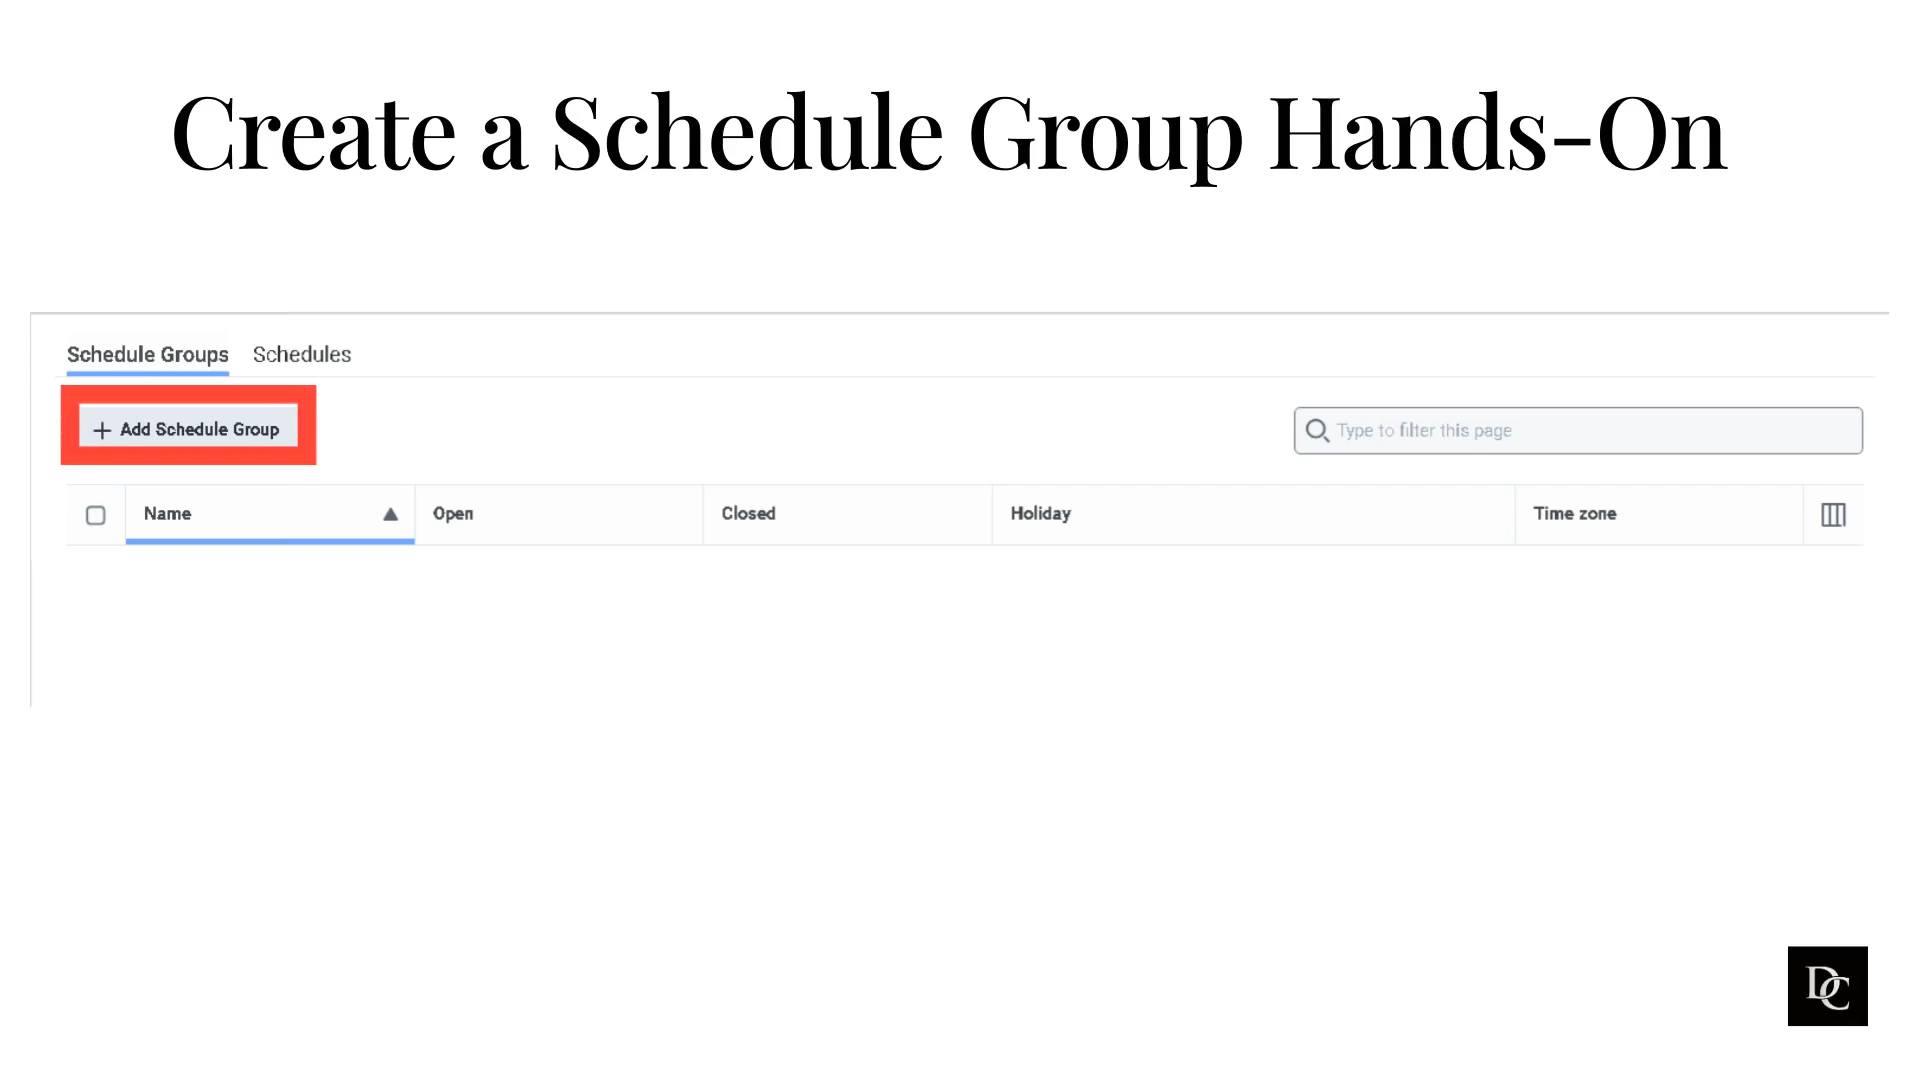 Create a Schedule Group Hands-On
Schedule Groups Schedules
Add Schedule Group
Type to filter this page
Name Open Closed Holiday Time zone
DC